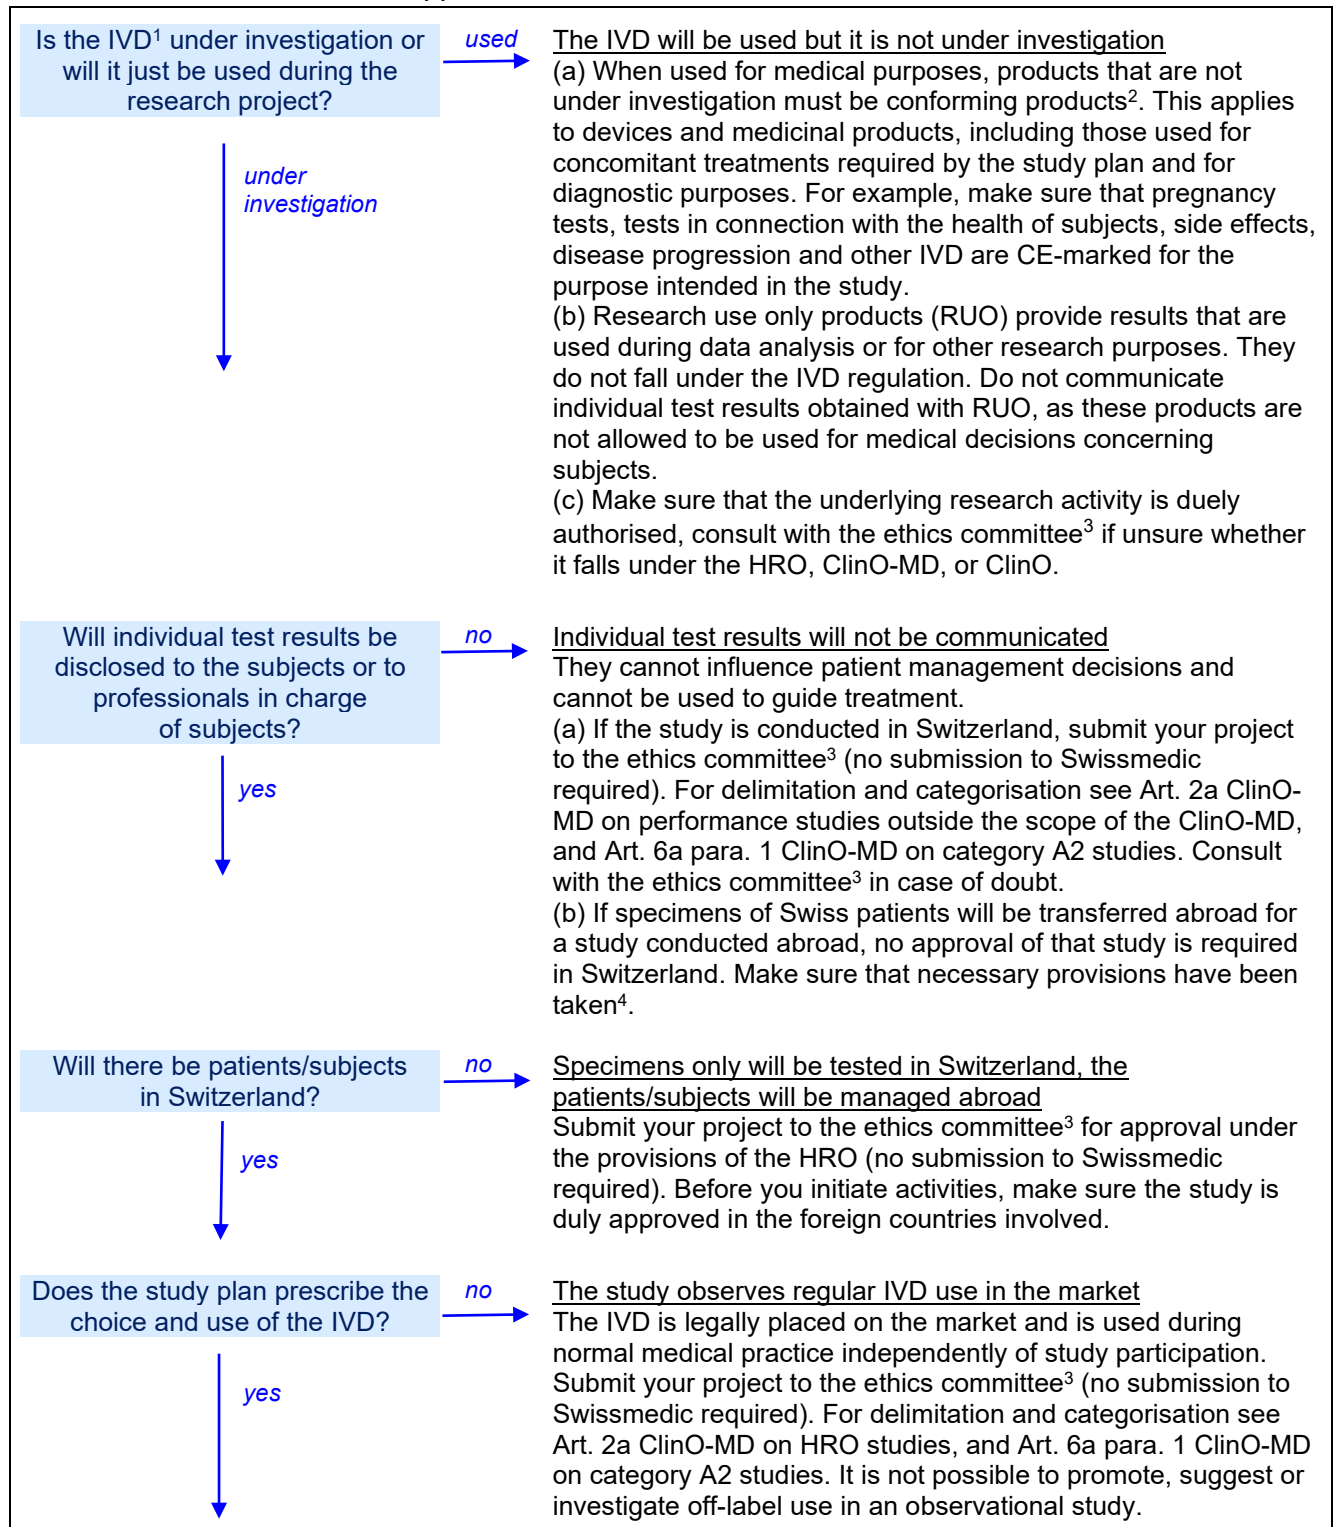 Is the IVD¹ under investigation or
will it just be used during the
research project?
used
under
investigation
The IVD will be used but it is not under investigation
(a) When used for medical purposes, products that are not
under investigation must be conforming products². This applies
to devices and medicinal products, including those used for
concomitant treatments required by the study plan and for
diagnostic purposes. For example, make sure that pregnancy
tests, tests in connection with the health of subjects, side effects,
disease progression and other IVD are CE-marked for the
purpose intended in the study.
(b) Research use only products (RUO) provide results that are
used during data analysis or for other research purposes. They
do not fall under the IVD regulation. Do not communicate
individual test results obtained with RUO, as these products are
not allowed to be used for medical decisions concerning
subjects.
(c) Make sure that the underlying research activity is duely
authorised, consult with the ethics committee³ if unsure whether
it falls under the HRO, ClinO-MD, or ClinO.
Will individual test results be
disclosed to the subjects or to
professionals in charge
of subjects?
no
yes
Individual test results will not be communicated
They cannot influence patient management decisions and
cannot be used to guide treatment.
(a) If the study is conducted in Switzerland, submit your project
to the ethics committee³ (no submission to Swissmedic
required). For delimitation and categorisation see Art. 2a ClinO-
MD on performance studies outside the scope of the ClinO-MD,
and Art. 6a para. 1 ClinO-MD on category A2 studies. Consult
with the ethics committee³ in case of doubt.
(b) If specimens of Swiss patients will be transferred abroad for
a study conducted abroad, no approval of that study is required
in Switzerland. Make sure that necessary provisions have been
taken⁴.
Will there be patients/subjects
in Switzerland?
no
yes
Specimens only will be tested in Switzerland, the
patients/subjects will be managed abroad
Submit your project to the ethics committee³ for approval under
the provisions of the HRO (no submission to Swissmedic
required). Before you initiate activities, make sure the study is
duly approved in the foreign countries involved.
Does the study plan prescribe the
choice and use of the IVD?
no
yes
The study observes regular IVD use in the market
The IVD is legally placed on the market and is used during
normal medical practice independently of study participation.
Submit your project to the ethics committee³ (no submission to
Swissmedic required). For delimitation and categorisation see
Art. 2a ClinO-MD on HRO studies, and Art. 6a para. 1 ClinO-MD
on category A2 studies. It is not possible to promote, suggest or
investigate off-label use in an observational study.